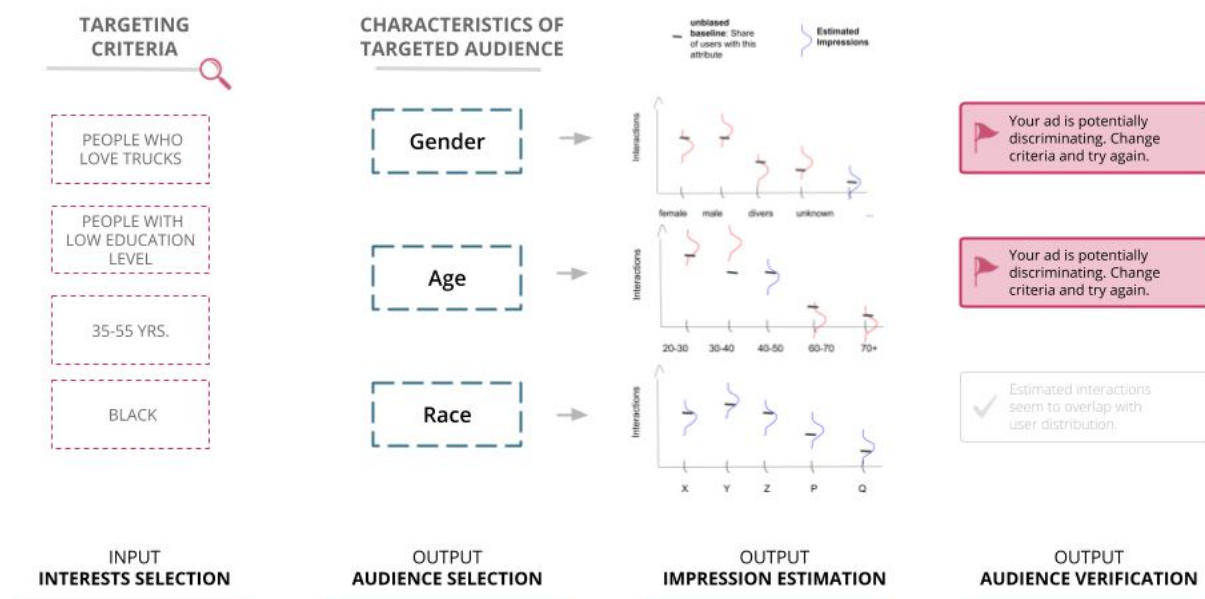 TARGETING
CRITERIA
PEOPLE WHO
LOVE TRUCKS
PEOPLE WITH
LOW EDUCATION
LEVEL
35-55 YRS.
BLACK
INPUT
INTERESTS SELECTION
CHARACTERISTICS OF
TARGETED AUDIENCE
Gender
Age
Race
OUTPUT
AUDIENCE SELECTION
unbiased
baseline: Share
of users with this
attribute
Estimated
Impressions
Interactions
female male divers unknown ...
Interactions
20-30 30-40 40-50 60-70 70+
Interactions
X Y Z P Q
OUTPUT
IMPRESSION ESTIMATION
Your ad is potentially
discriminating. Change
criteria and try again.
Your ad is potentially
discriminating. Change
criteria and try again.
Estimated interactions
seem to overlap with
user distribution.
OUTPUT
AUDIENCE VERIFICATION